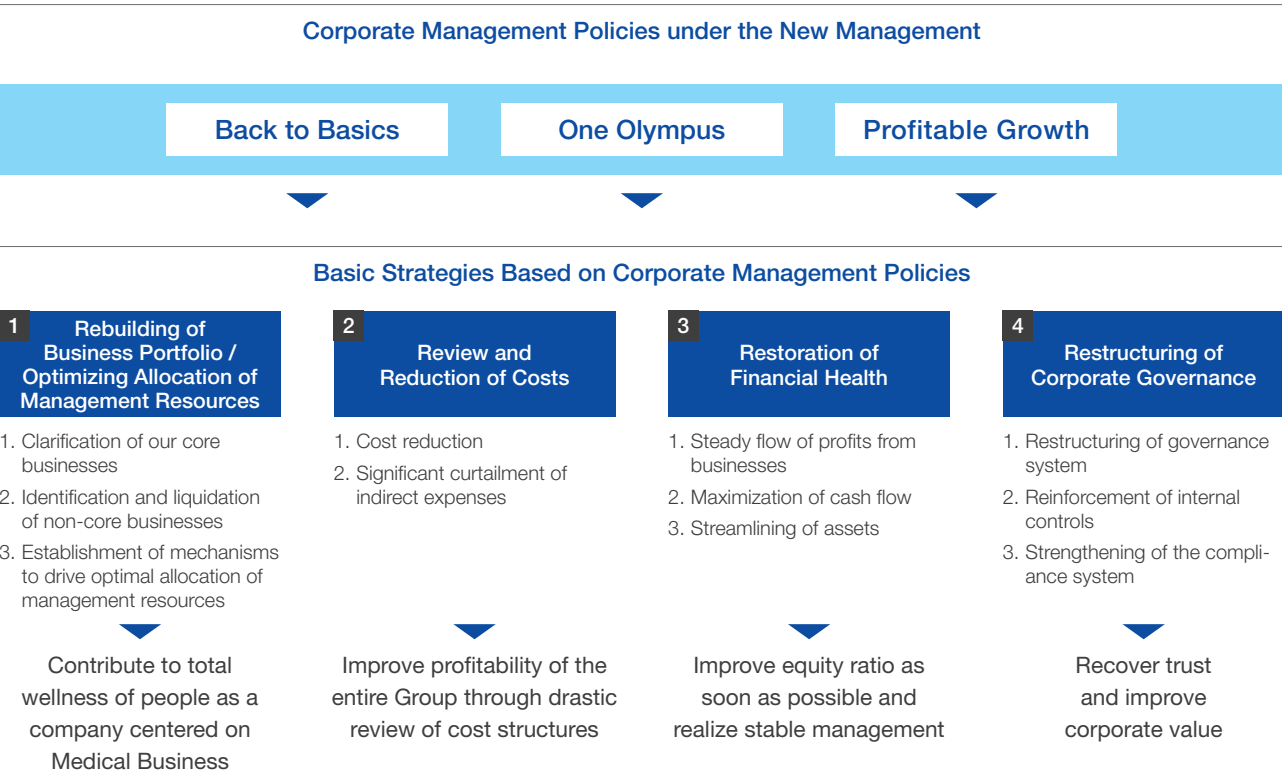 Corporate Management Policies under the New Management
Back to Basics
One Olympus
Profitable Growth
Basic Strategies Based on Corporate Management Policies
1
Rebuilding of
Business Portfolio /
Optimizing Allocation of
Management Resources
1. Clarification of our core
businesses
2. Identification and liquidation
of non-core businesses
3. Establishment of mechanisms
to drive optimal allocation of
management resources
Contribute to total
wellness of people as a
company centered on
Medical Business
2
Review and
Reduction of Costs
1. Cost reduction
2. Significant curtailment of
indirect expenses
Improve profitability of the
entire Group through drastic
review of cost structures
3
Restoration of
Financial Health
1. Steady flow of profits from
businesses
2. Maximization of cash flow
3. Streamlining of assets
Improve equity ratio as
soon as possible and
realize stable management
4
Restructuring of
Corporate Governance
1. Restructuring of governance
system
2. Reinforcement of internal
controls
3. Strengthening of the compli-
ance system
Recover trust
and improve
corporate value